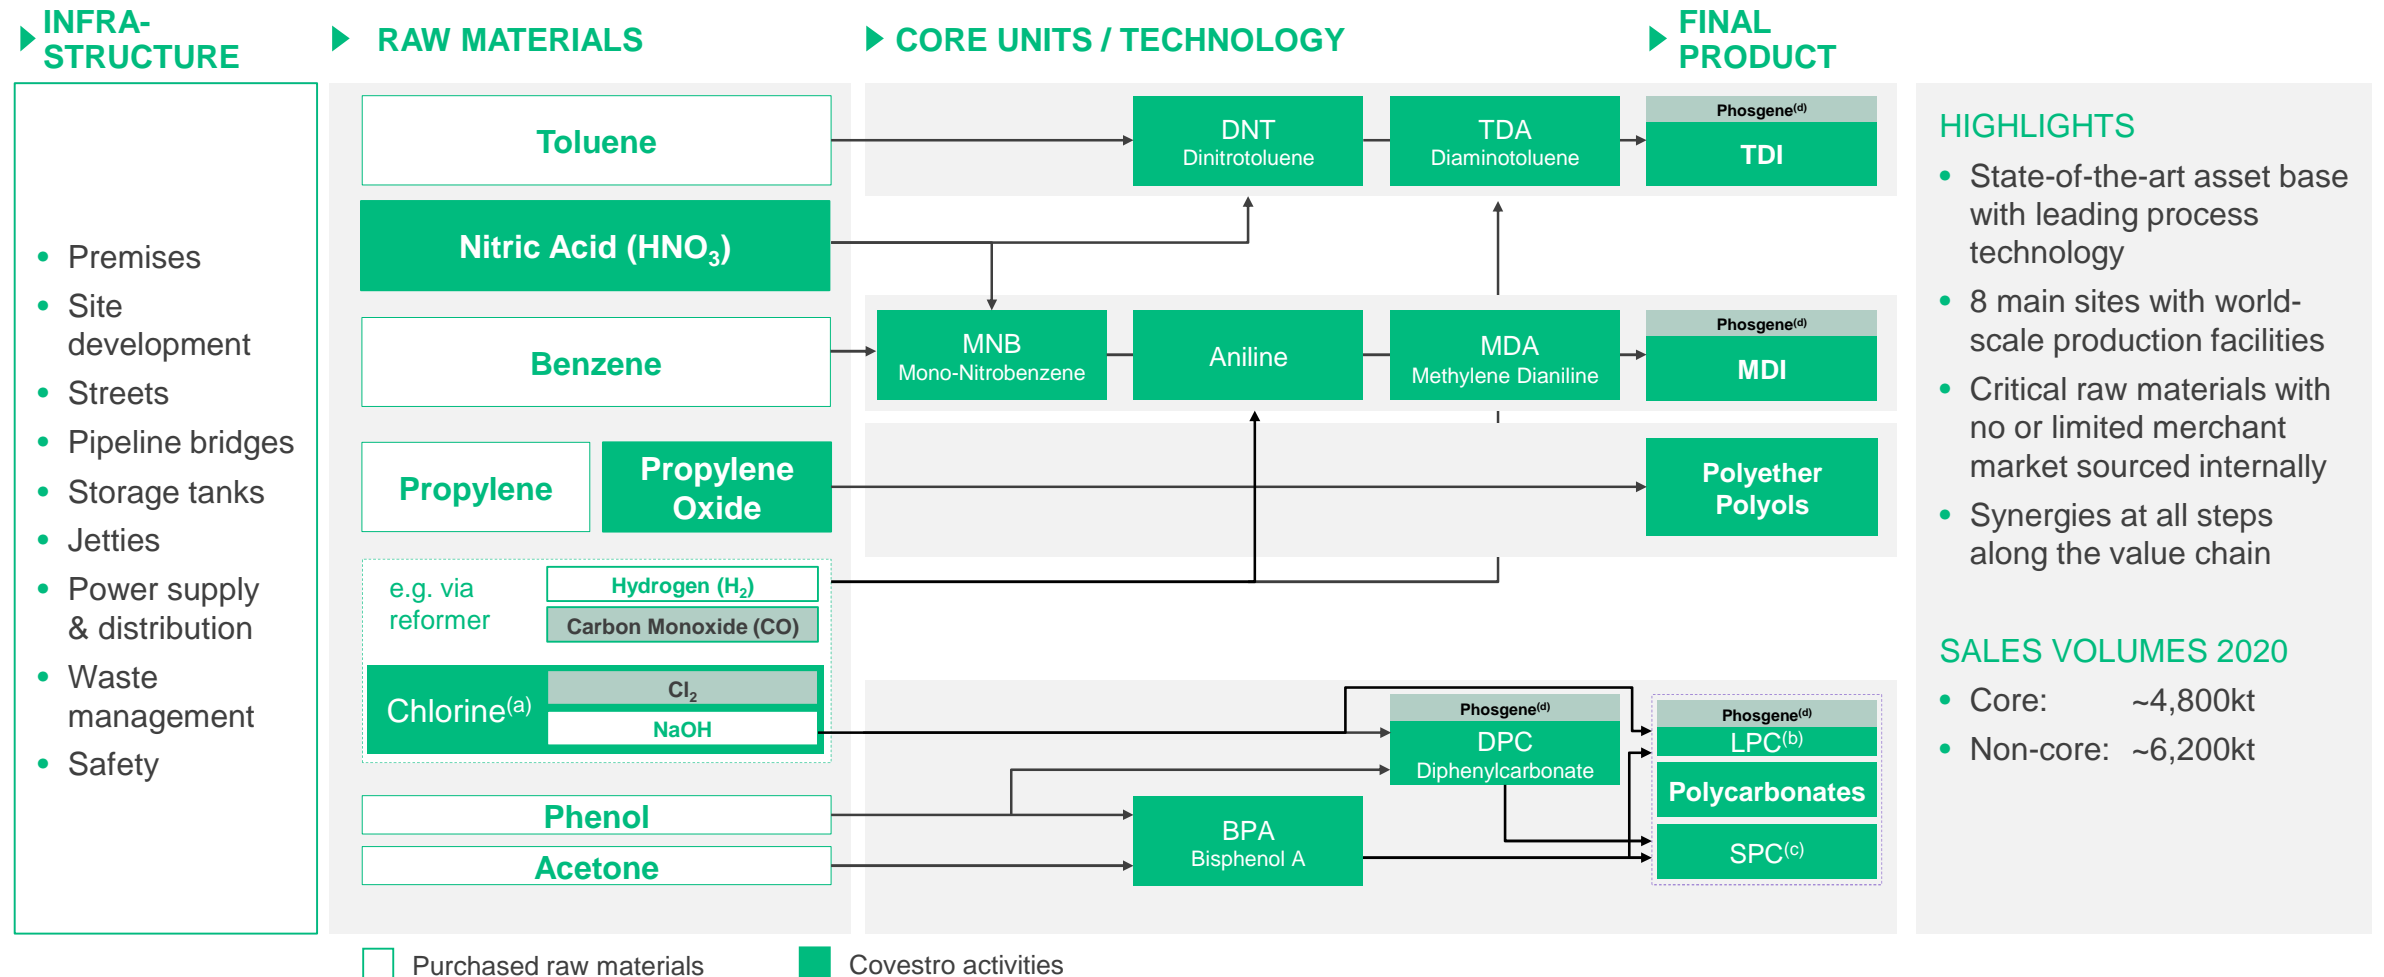 INFRA-
STRUCTURE
RAW MATERIALS
CORE UNITS / TECHNOLOGY
FINAL
PRODUCT
• Premises
• Site
development
• Streets
• Pipeline bridges
• Storage tanks
• Jetties
• Power supply
& distribution
• Waste
management
• Safety
Toluene
Nitric Acid (HNO₃)
Benzene
Propylene
Propylene
Oxide
e.g. via
reformer
Hydrogen (H₂)
Carbon Monoxide (CO)
Chlorine(a)
Cl₂
NaOH
Phenol
Acetone
DNT
Dinitrotoluene
TDA
Diaminotoluene
Phosgene(d)
TDI
MNB
Mono-Nitrobenzene
Aniline
MDA
Methylene Dianiline
Phosgene(d)
MDI
Polyether
Polyols
Phosgene(d)
DPC
Diphenylcarbonate
BPA
Bisphenol A
Phosgene(d)
LPC(b)
Polycarbonates
SPC(c)
HIGHLIGHTS
• State-of-the-art asset base
with leading process
technology
• 8 main sites with world-
scale production facilities
• Critical raw materials with
no or limited merchant
market sourced internally
• Synergies at all steps
along the value chain
SALES VOLUMES 2020
• Core: ~4,800kt
• Non-core: ~6,200kt
Purchased raw materials
Covestro activities